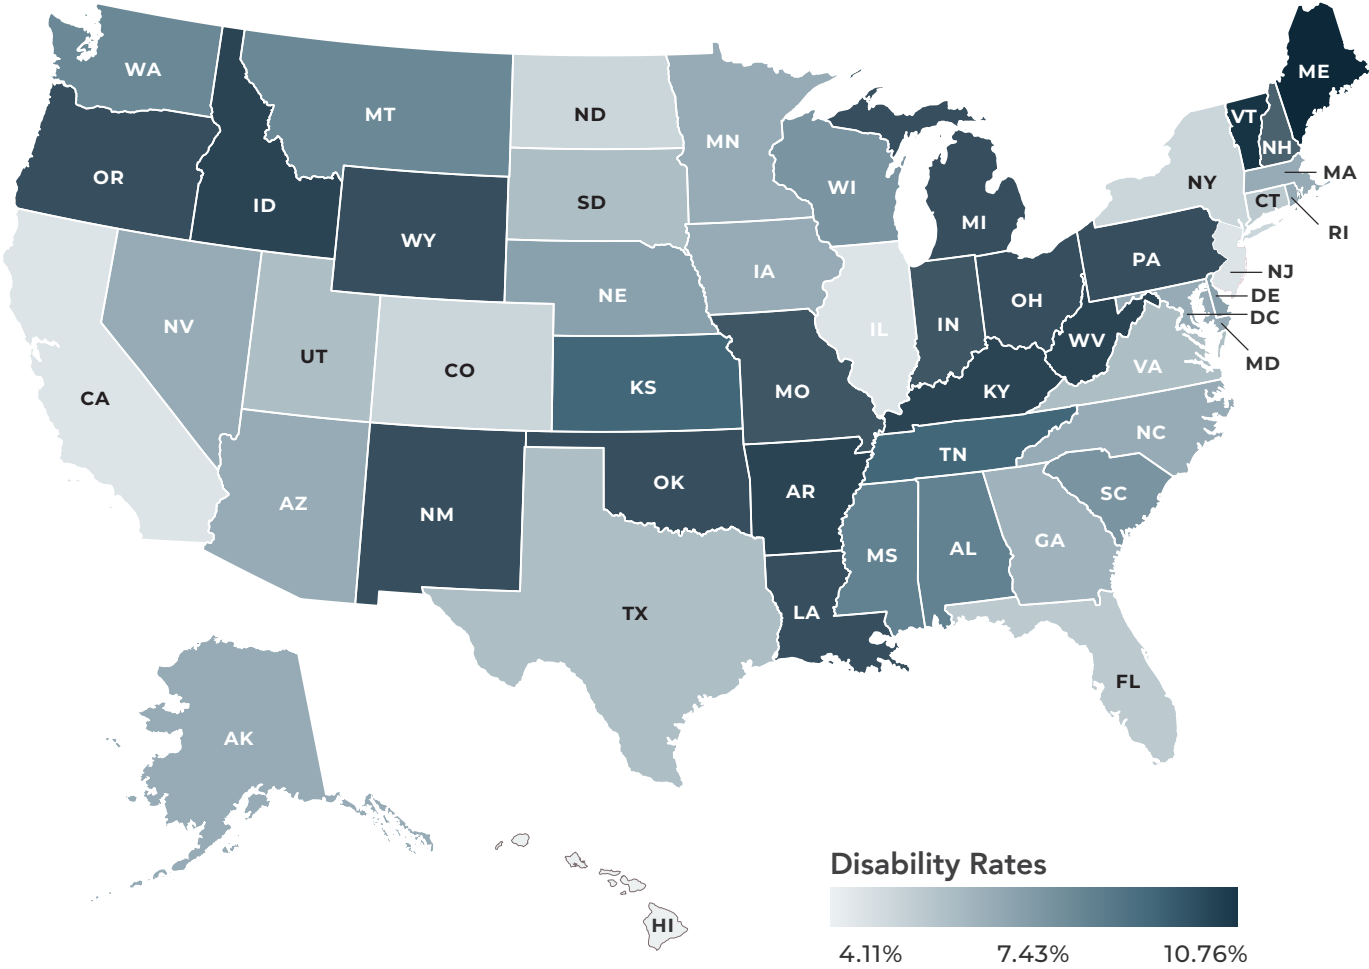 WA
MT
ND
MN
ME
VT
NH
OR
ID
WY
SD
WI
MI
NY
MA
CT
RI
NV
UT
CO
NE
IA
IL
IN
OH
PA
NJ
DE
DC
MD
CA
KS
MO
KY
WV
VA
AZ
NM
OK
AR
TN
NC
SC
TX
LA
MS
AL
GA
FL
AK
HI
Disability Rates
4.11% 7.43% 10.76%